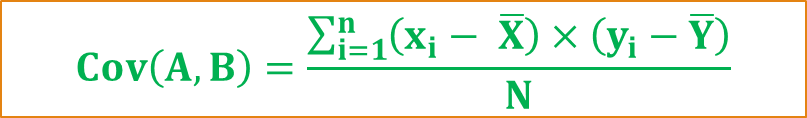 Cov(A, B) = ∑ⁿᵢ₌₁(xᵢ − X̅) × (yᵢ − Y̅) / N